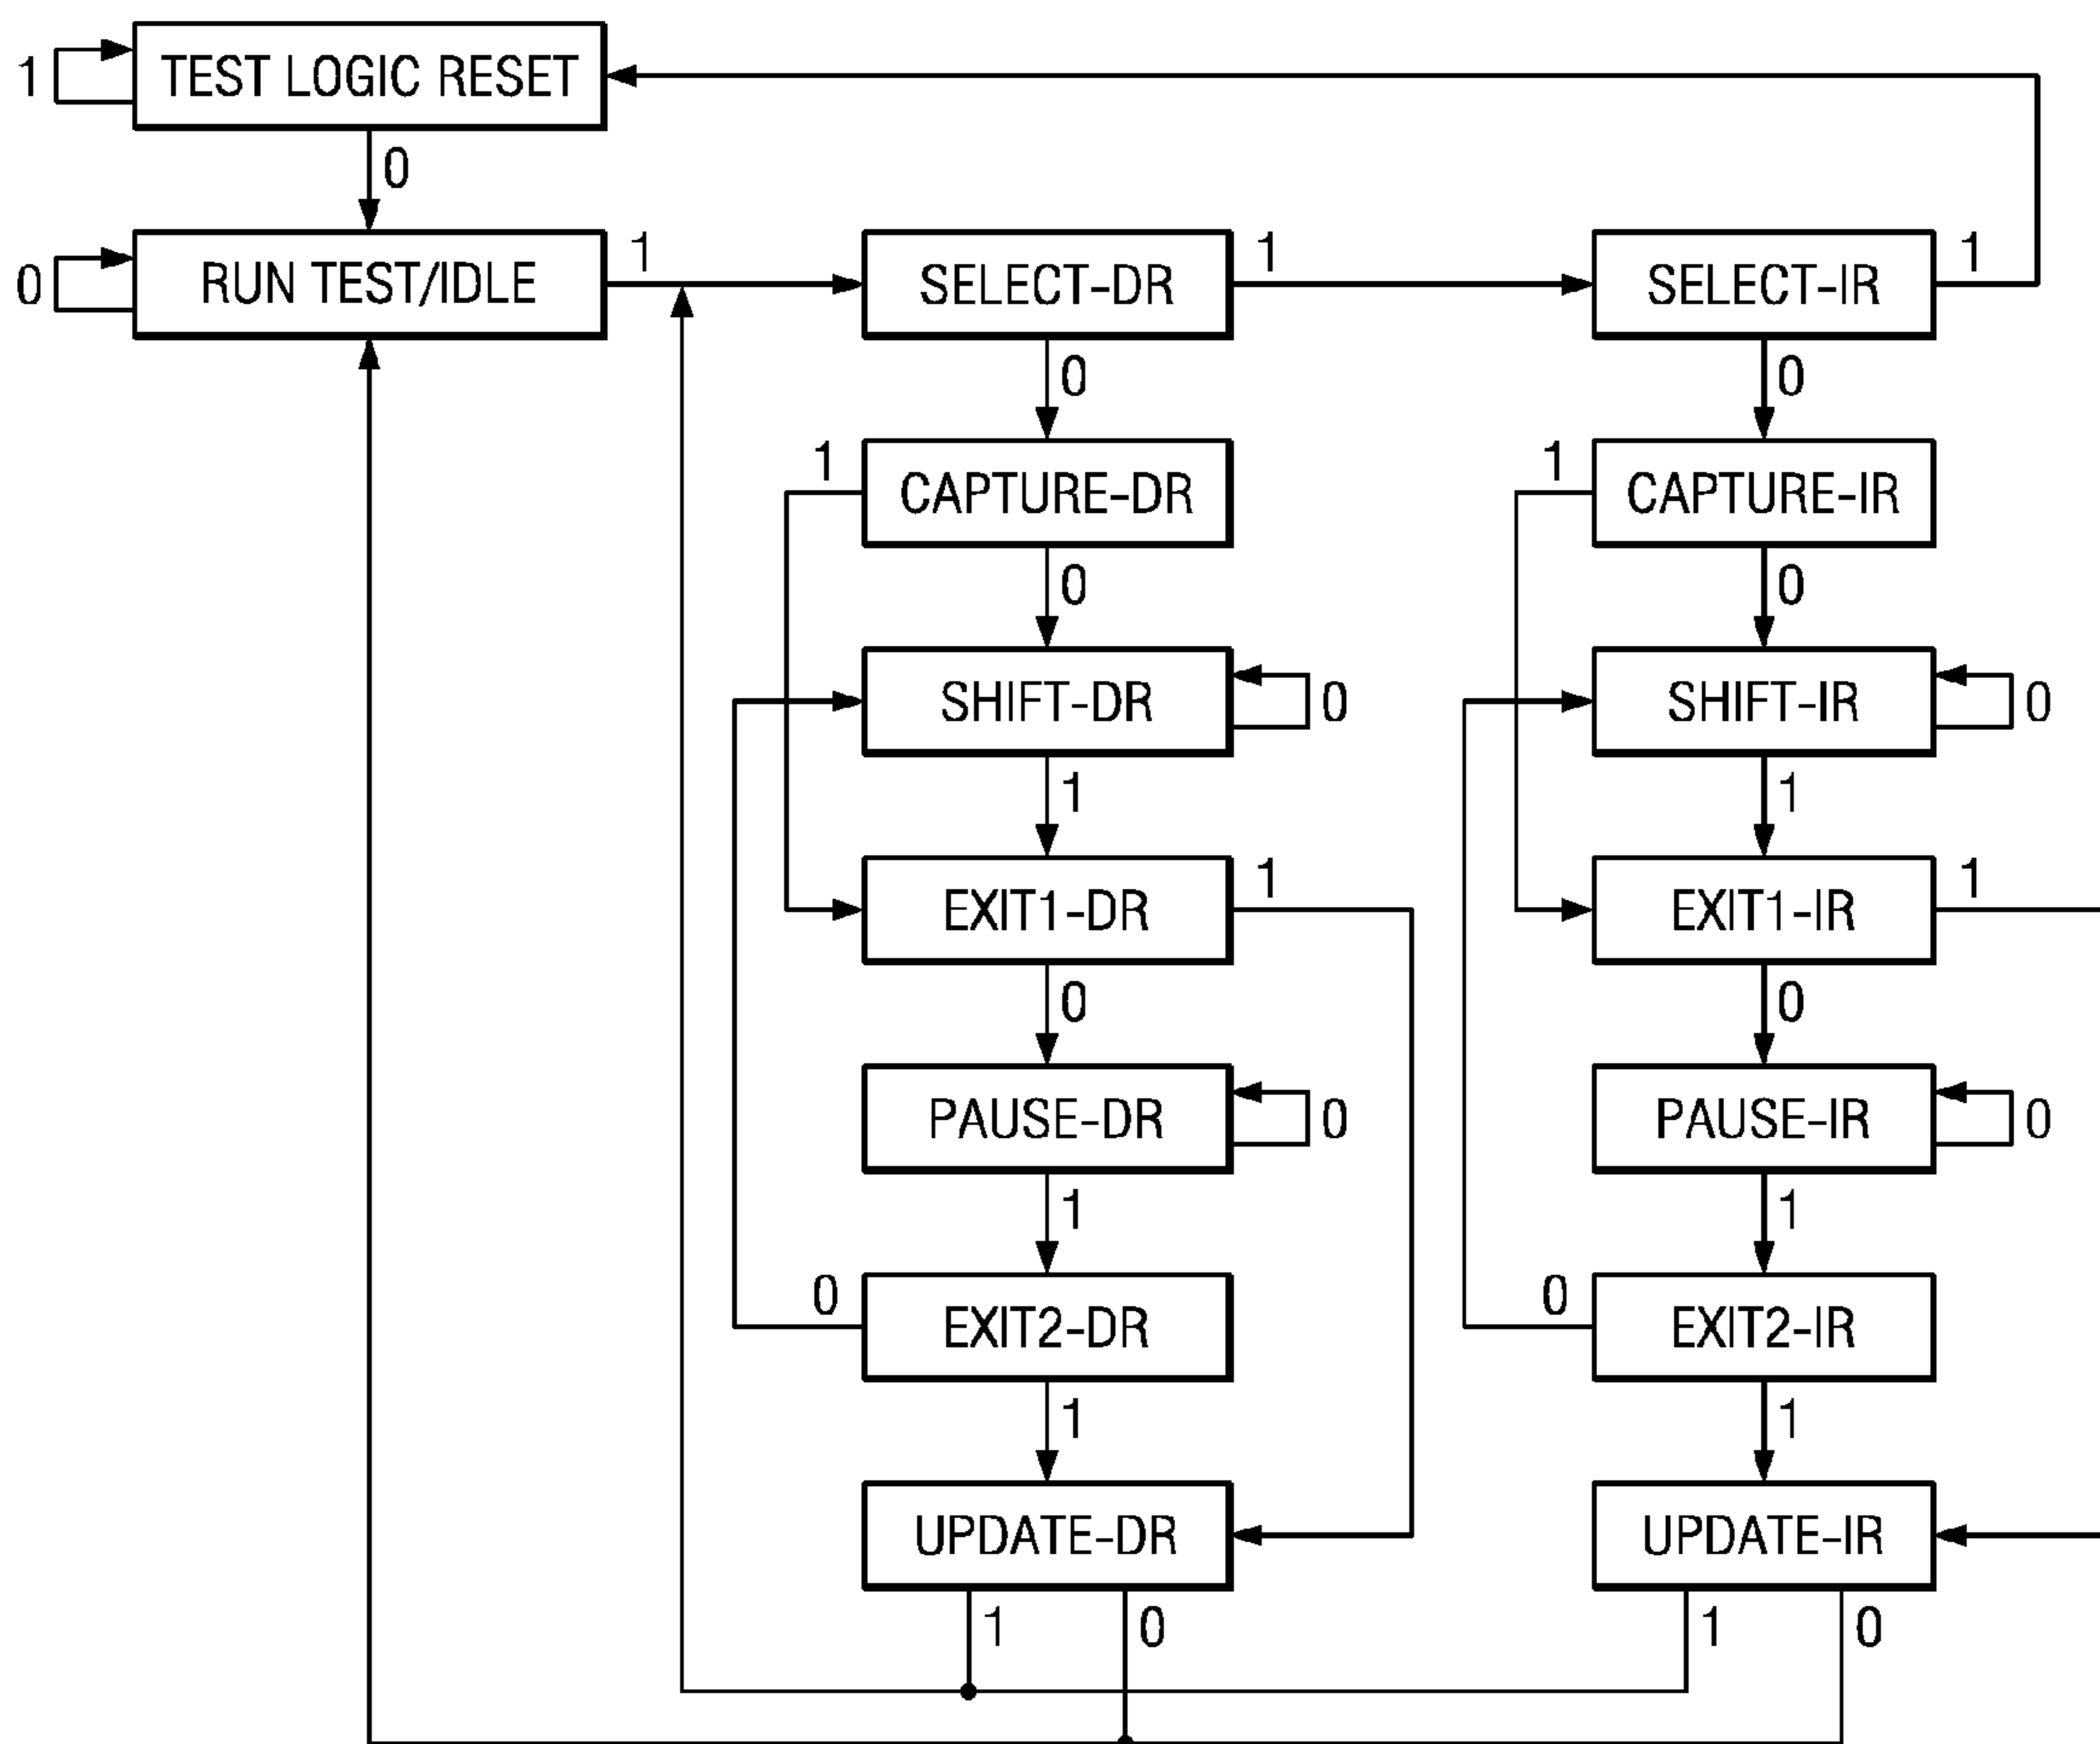 1
TEST LOGIC RESET
0
0
RUN TEST/IDLE
1
SELECT-DR
1
SELECT-IR
1
0
0
1
CAPTURE-DR
1
CAPTURE-IR
0
0
SHIFT-DR
0
SHIFT-IR
0
1
1
EXIT1-DR
1
EXIT1-IR
1
0
0
PAUSE-DR
0
PAUSE-IR
0
1
1
0
EXIT2-DR
0
EXIT2-IR
1
1
UPDATE-DR
UPDATE-IR
1
0
1
0